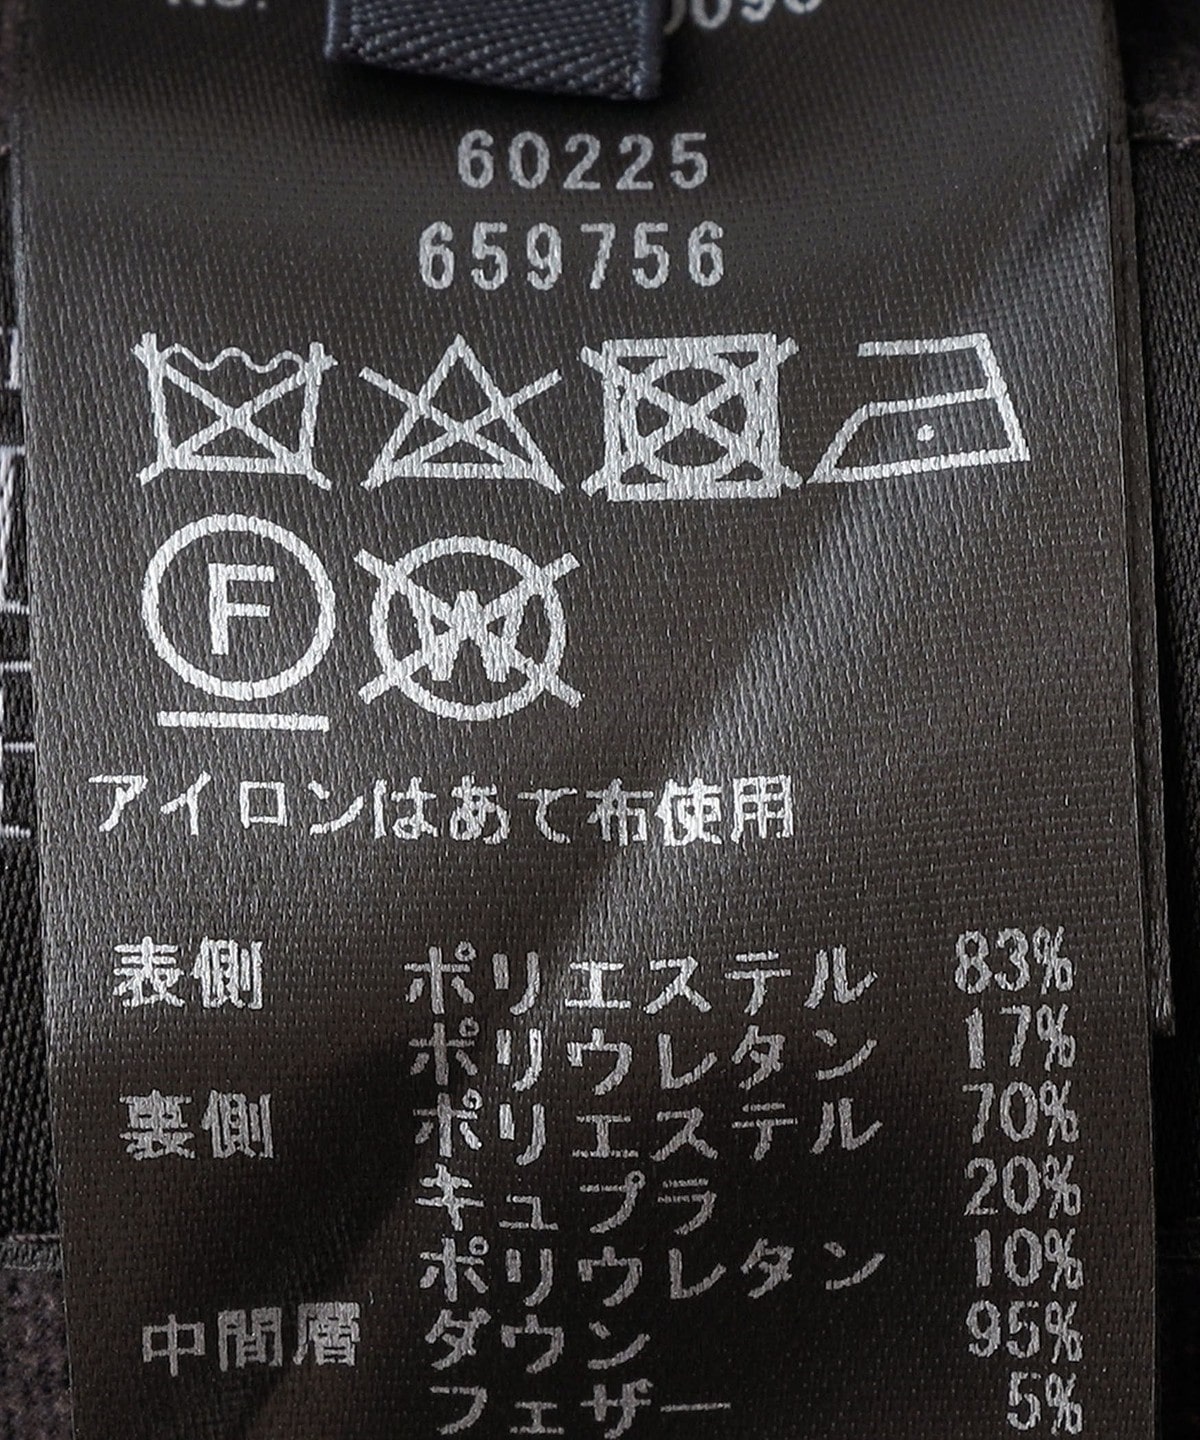 60225
659756
F
W
アイロンはあて布使用
表側 ポリエステル 83%
ポリウレタン 17%
裏側 ポリエステル 70%
キュプラ 20%
ポリウレタン 10%
中間層 ダウン 95%
フェザー 5%